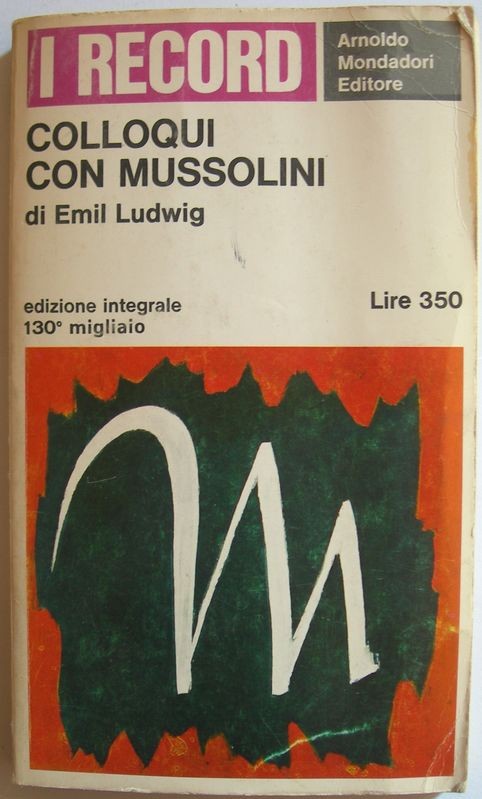 I RECORD
Arnoldo
Mondadori
Editore
COLLOQUI
CON MUSSOLINI
di Emil Ludwig
edizione integrale
130° migliaio
Lire 350
M